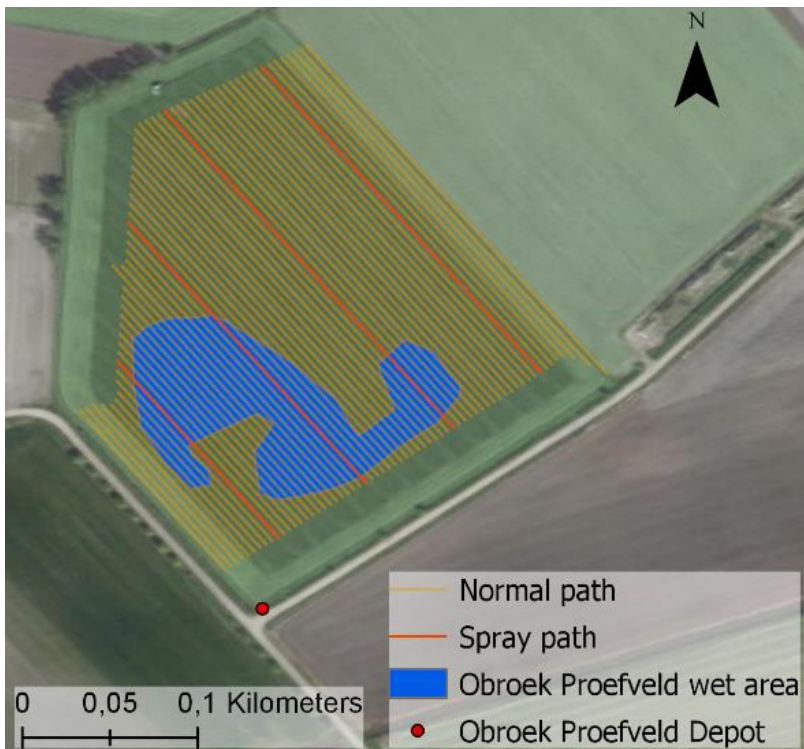 N
Normal path
Spray path
Obroek Proefveld wet area
Obroek Proefveld Depot
0 0,05 0,1 Kilometers